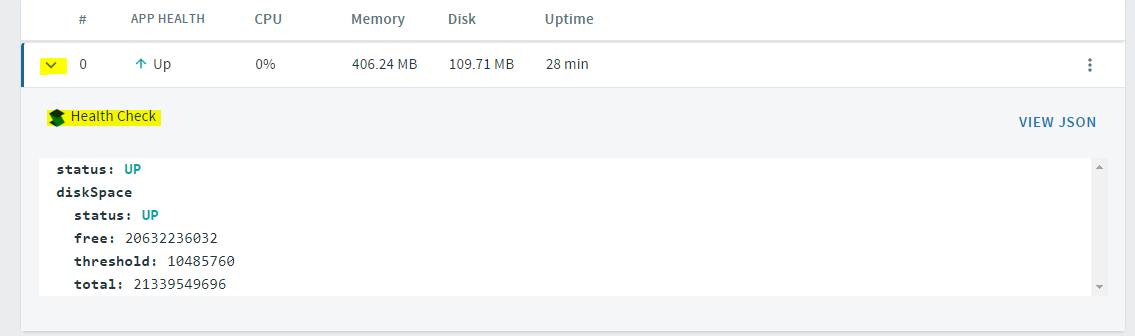 # APP HEALTH CPU Memory Disk Uptime
0 Up 0% 406.24 MB 109.71 MB 28 min
Health Check
VIEW JSON
status: UP
diskSpace
status: UP
free: 20632236032
threshold: 10485760
total: 21339549696